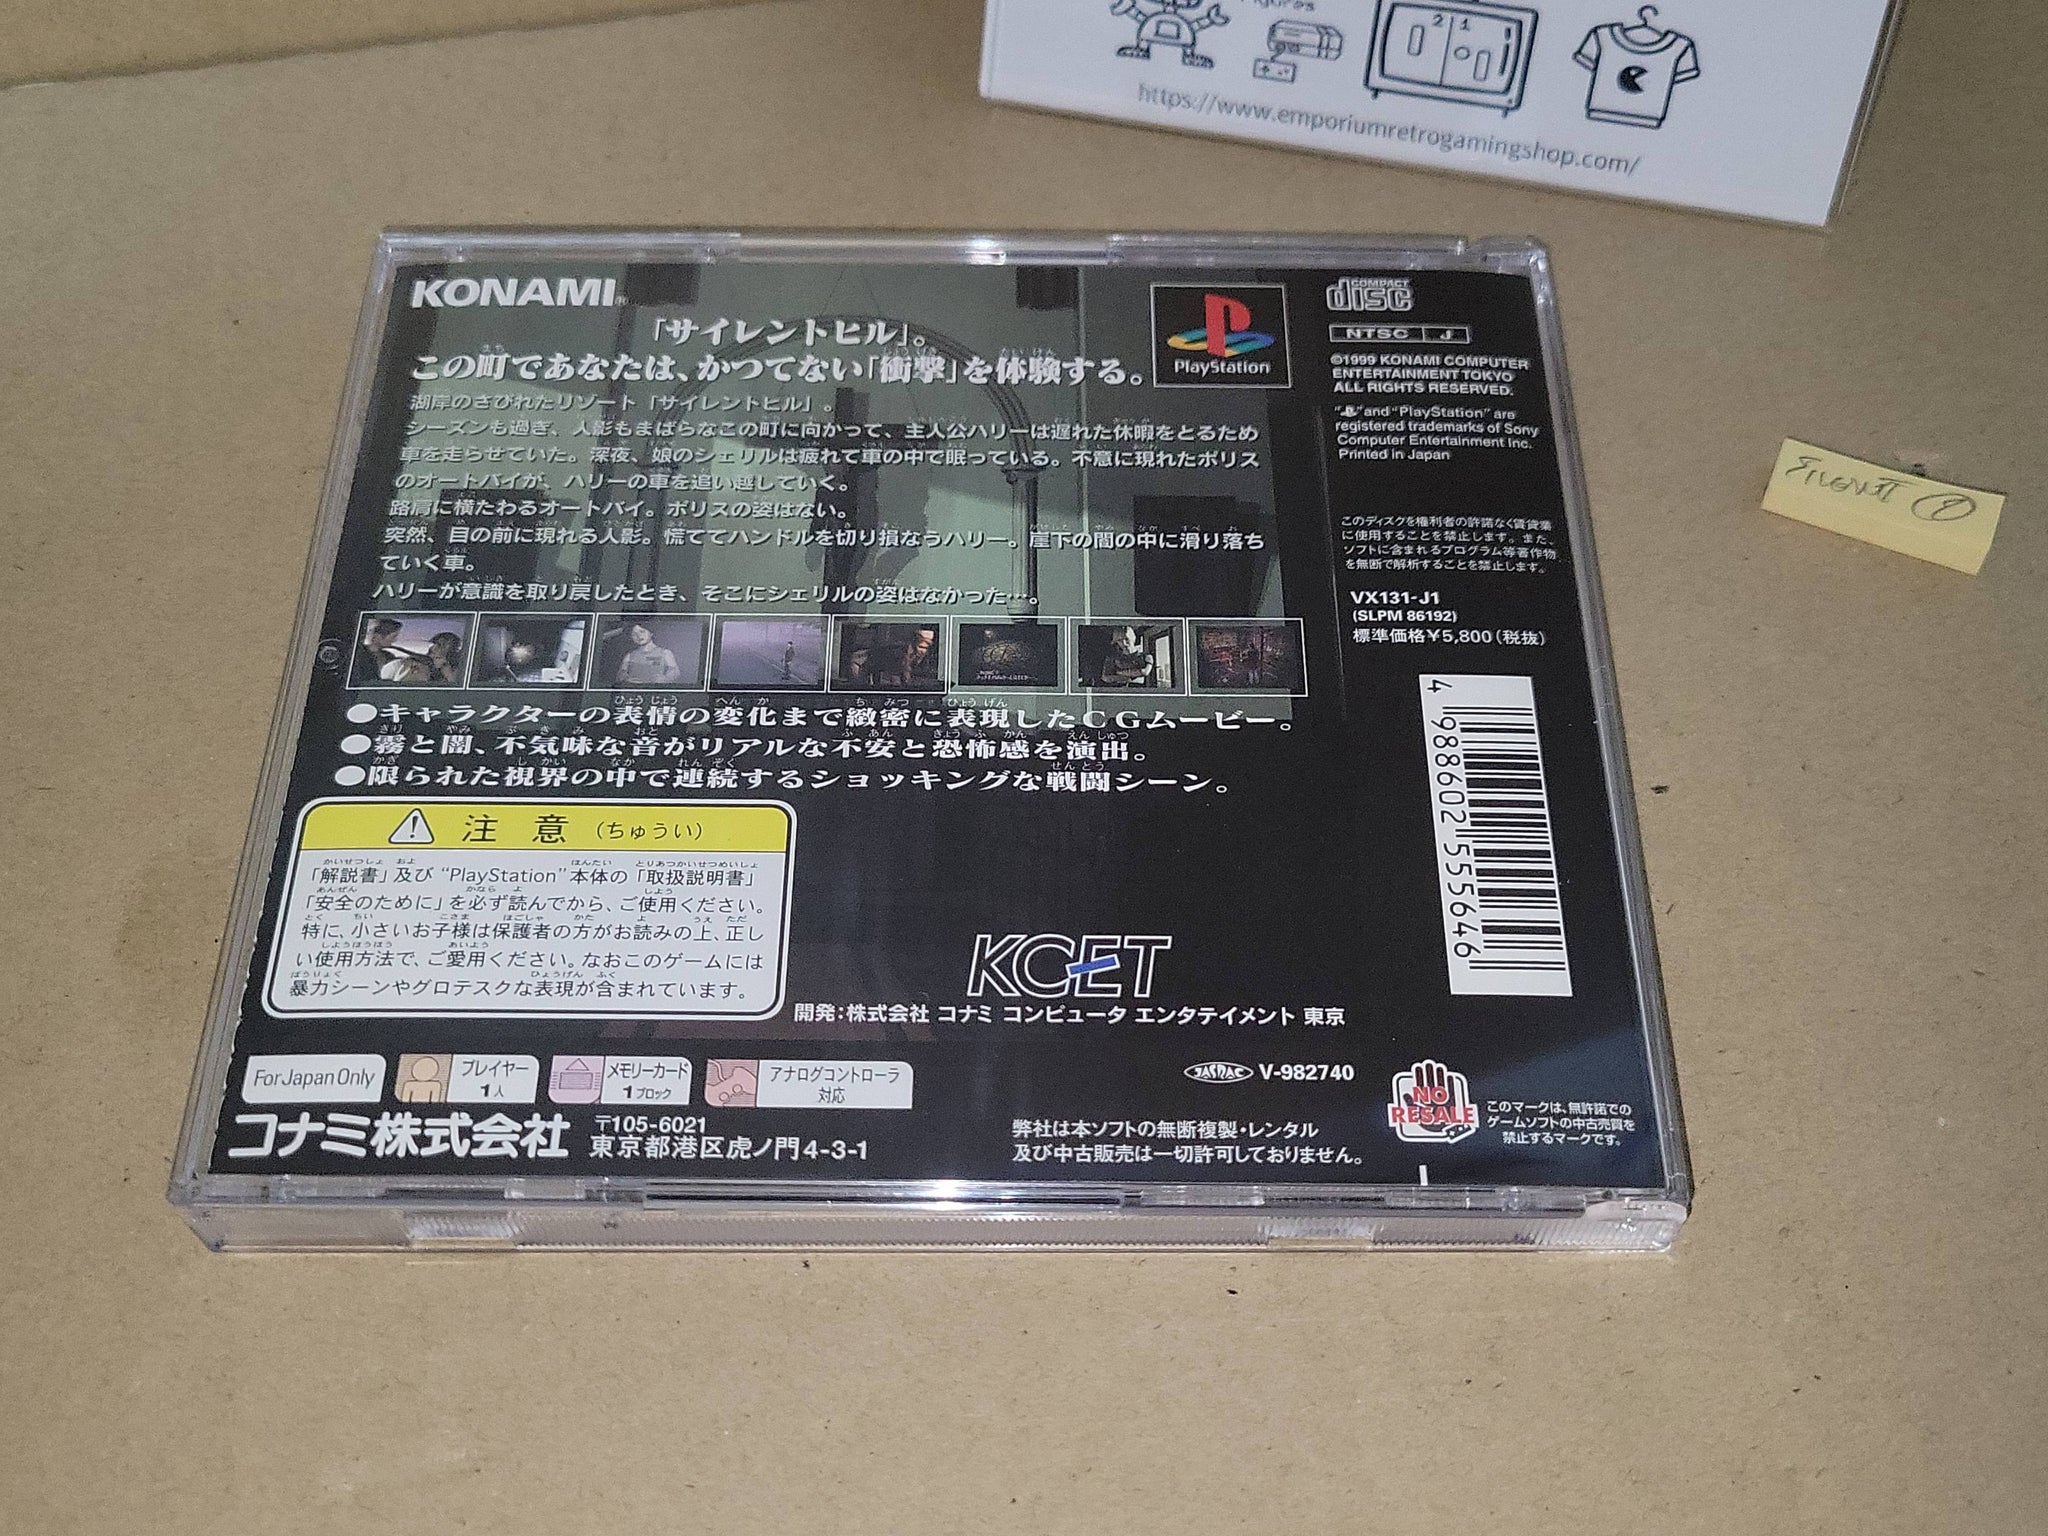 Figures
2 1
https://www.emporiumretrogamingshop.com/
KONAMI
「サイレントヒル」。
この町であなたは、かつてない「衝撃」を体験する。
湖岸のさびれたリゾート「サイレントヒル」。
シーズンも過ぎ、人影もまばらなこの町に向かって、主人公ハリーは遅れた休暇をとるため
車を走らせていた。深夜、娘のシェリルは疲れて車の中で眠っている。不意に現れたポリス
のオートバイが、ハリーの車を追い越していく。
路肩に横たわるオートバイ。ポリスの姿はない。
突然、目の前に現れる人影。慌ててハンドルを切り損なうハリー。崖下の闇の中に滑り落ち
ていく車。
ハリーが意識を取り戻したとき、そこにシェリルの姿はなかった…。
●キャラクターの表情の変化まで緻密に表現したCGムービー。
●霧と闇、不気味な音がリアルな不安と恐怖感を演出。
●限られた視界の中で連続するショッキングな戦闘シーン。
注意(ちゅうい)
「解説書」及び“PlayStation”本体の「取扱説明書」
「安全のために」を必ず読んでから、ご使用ください。
特に、小さいお子様は保護者の方がお読みの上、正し
い使用方法で、ご愛用ください。なおこのゲームには
暴力シーンやグロテスクな表現が含まれています。
KCET
開発:株式会社 コナミ コンピュータ エンタテイメント 東京
For Japan Only
プレイヤー
1人
メモリーカード
1ブロック
アナログコントローラ
対応
コナミ株式会社
〒105-6021
東京都港区虎ノ門4-3-1
JASRAC V-982740
弊社は本ソフトの無断複製・レンタル
及び中古販売は一切許可しておりません。
PlayStation
COMPACT
disc
NTSC J
©1999 KONAMI COMPUTER
ENTERTAINMENT TOKYO
ALL RIGHTS RESERVED.
" " and "PlayStation" are
registered trademarks of Sony
Computer Entertainment Inc.
Printed in Japan
このディスクを権利者の許諾なく賃貸業
に使用することを禁止します。また、
ソフトに含まれるプログラム等著作物
を無断で解析することを禁止します。
VX131-J1
(SLPM 86192)
標準価格¥5,800(税抜)
4 988602 555646
NO
RESALE
このマークは、無許諾での
ゲームソフトの中古売買を
禁止するマークです。